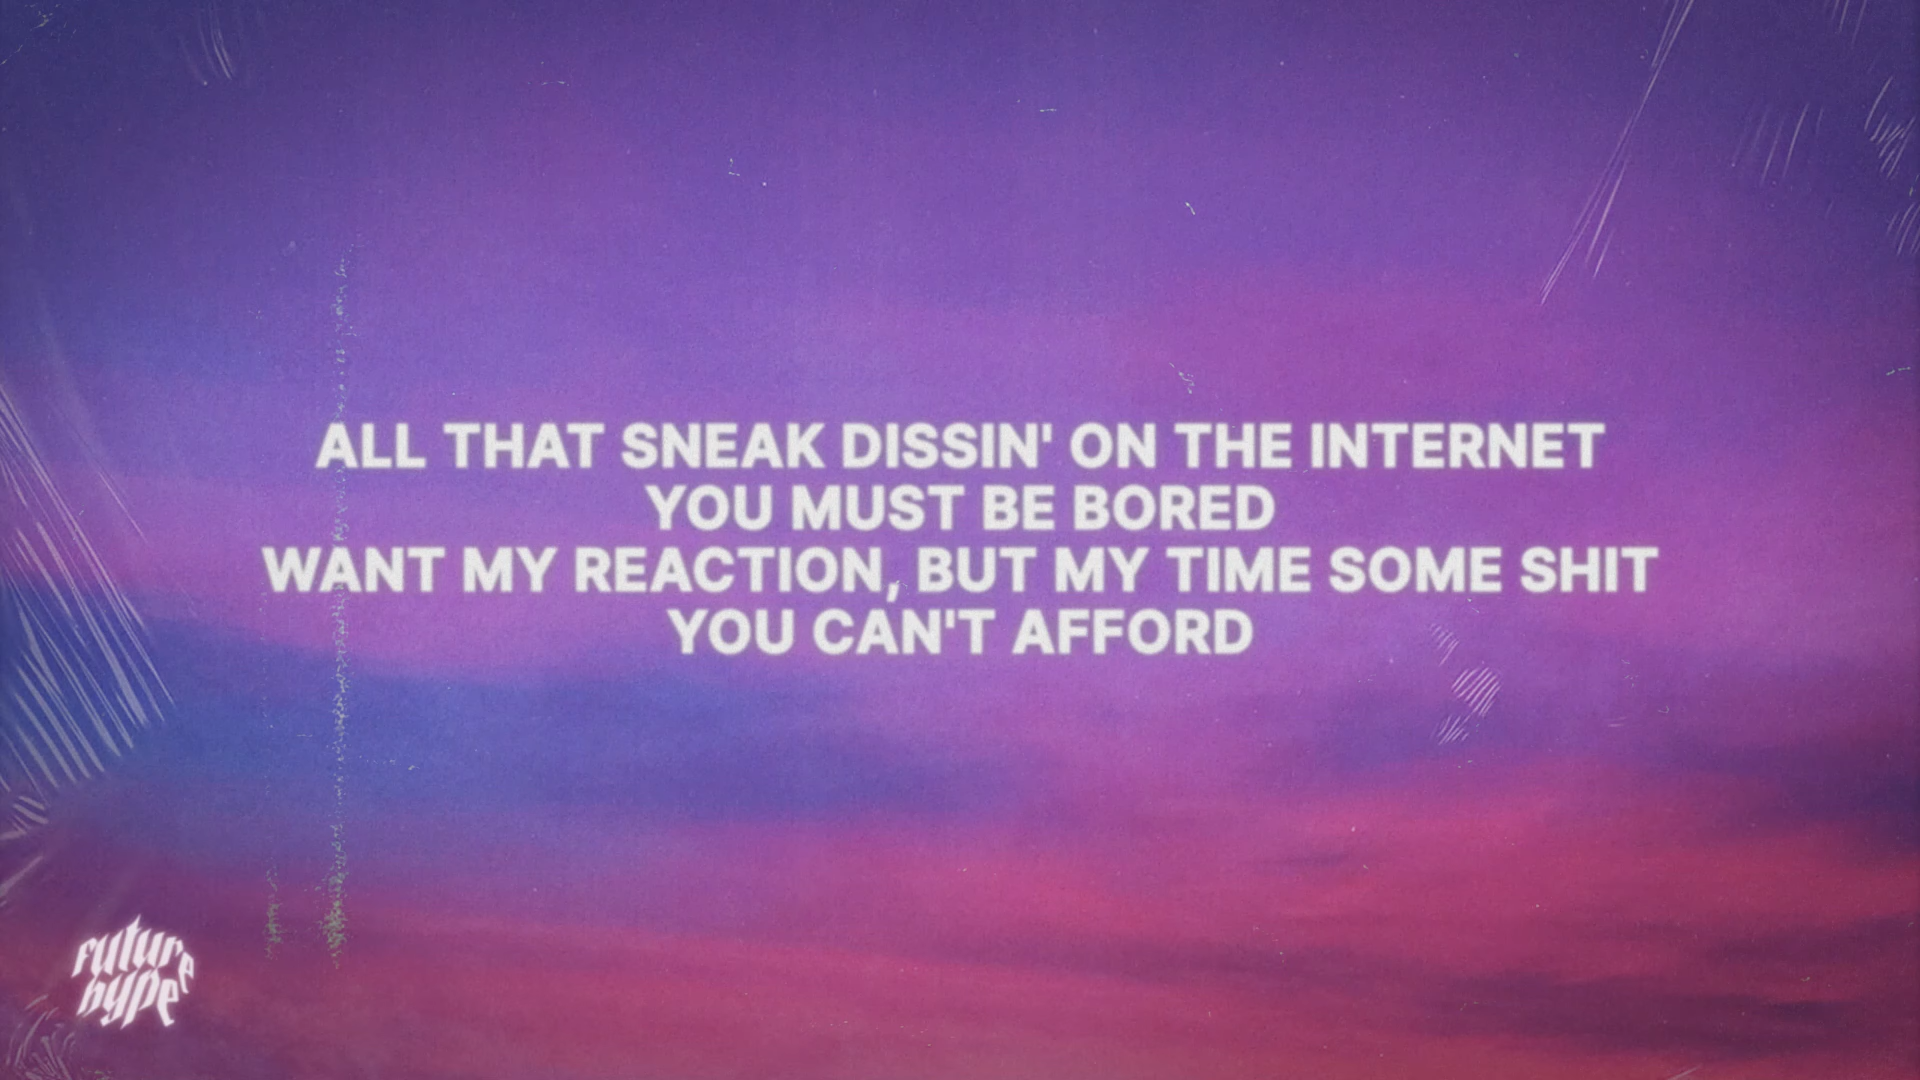 ALL THAT SNEAK DISSIN' ON THE INTERNET
YOU MUST BE BORED
WANT MY REACTION, BUT MY TIME SOME SHIT
YOU CAN'T AFFORD
future
hype